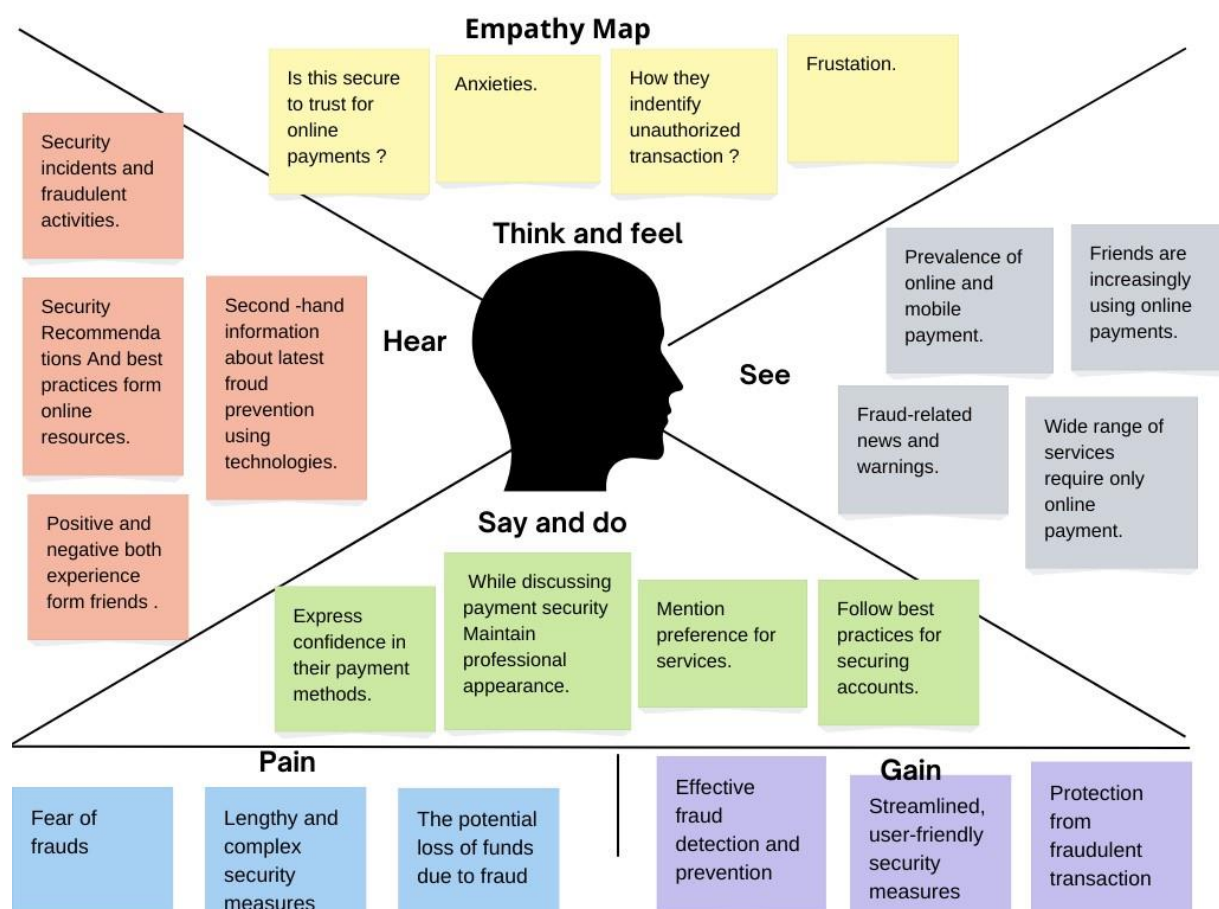 Empathy Map
Is this secure
to trust for
online
payments ?
Anxieties.
How they
indentify
unauthorized
transaction ?
Frustation.
Think and feel
Security
incidents and
fraudulent
activities.
Security
Recommenda
tions And best
practices form
online
resources.
Second -hand
information
about latest
froud
prevention
using
technologies.
Positive and
negative both
experience
form friends .
Hear
See
Prevalence of
online and
mobile
payment.
Friends are
increasingly
using online
payments.
Fraud-related
news and
warnings.
Wide range of
services
require only
online
payment.
Say and do
Express
confidence in
their payment
methods.
While discussing
payment security
Maintain
professional
appearance.
Mention
preference for
services.
Follow best
practices for
securing
accounts.
Pain
Fear of
frauds
Lengthy and
complex
security
measures
The potential
loss of funds
due to fraud
Gain
Effective
fraud
detection and
prevention
Streamlined,
user-friendly
security
measures
Protection
from
fraudulent
transaction